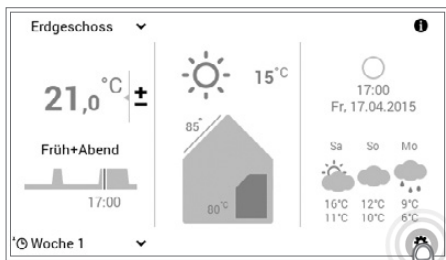 Erdgeschoss
21,0 °C ±
Früh+Abend
17:00
Woche 1
15°C
85°
80°C
17:00
Fr, 17.04.2015
Sa So Mo
16°C 12°C 9°C
11°C 10°C 6°C